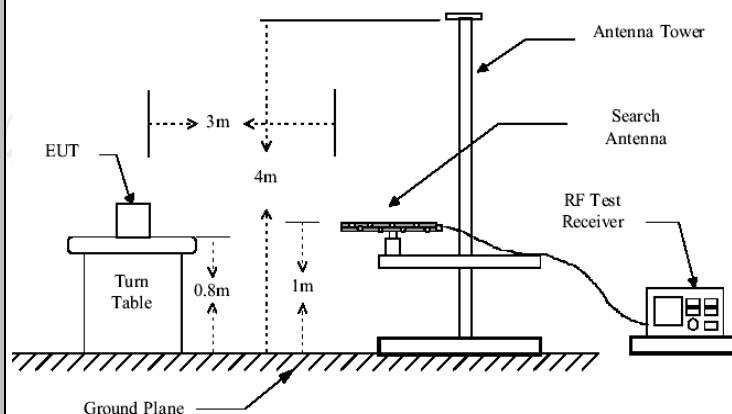 Antenna Tower
3m
Search
Antenna
EUT
4m
RF Test
Receiver
Turn
Table
0.8m
1m
Ground Plane